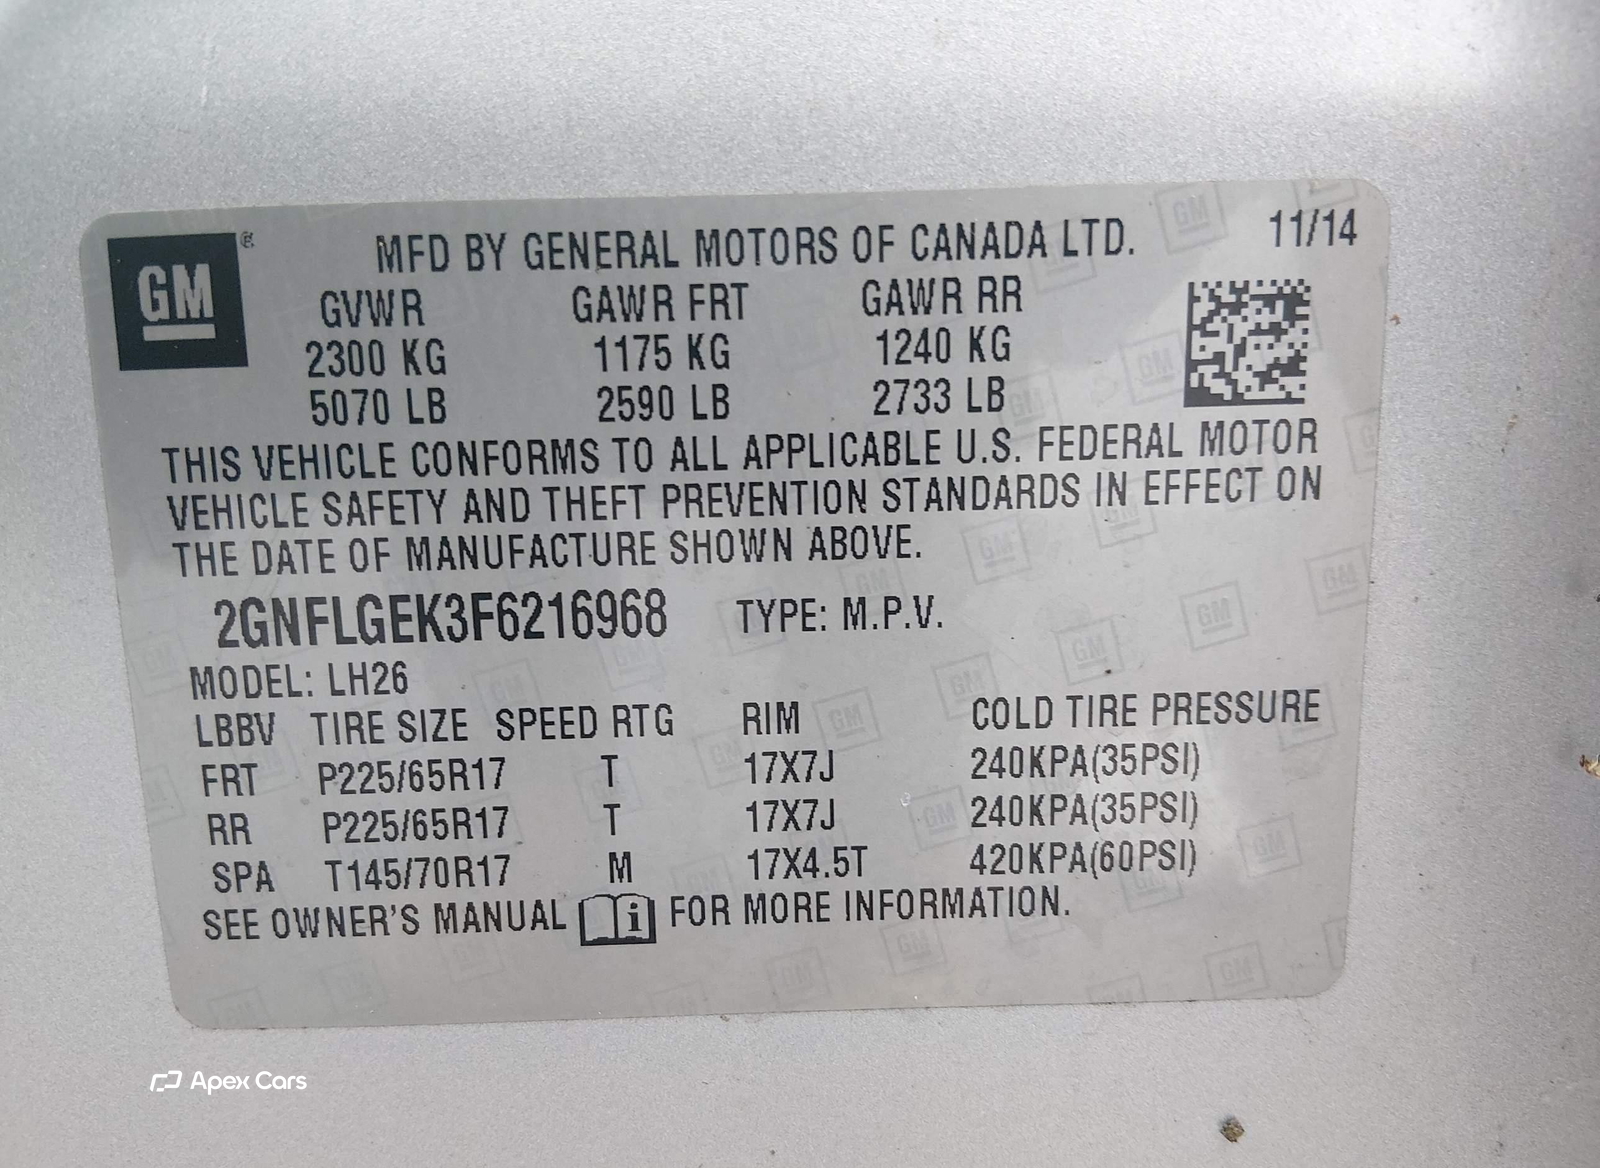 GM ® MFD BY GENERAL MOTORS OF CANADA LTD. 11/14
GVWR GAWR FRT GAWR RR
2300 KG 1175 KG 1240 KG
5070 LB 2590 LB 2733 LB
THIS VEHICLE CONFORMS TO ALL APPLICABLE U.S. FEDERAL MOTOR
VEHICLE SAFETY AND THEFT PREVENTION STANDARDS IN EFFECT ON
THE DATE OF MANUFACTURE SHOWN ABOVE.
2GNFLGEK3F6216968 TYPE: M.P.V.
MODEL: LH26
LBBV TIRE SIZE SPEED RTG RIM COLD TIRE PRESSURE
FRT P225/65R17 T 17X7J 240KPA(35PSI)
RR P225/65R17 T 17X7J 240KPA(35PSI)
SPA T145/70R17 M 17X4.5T 420KPA(60PSI)
SEE OWNER'S MANUAL i FOR MORE INFORMATION.
Apex Cars